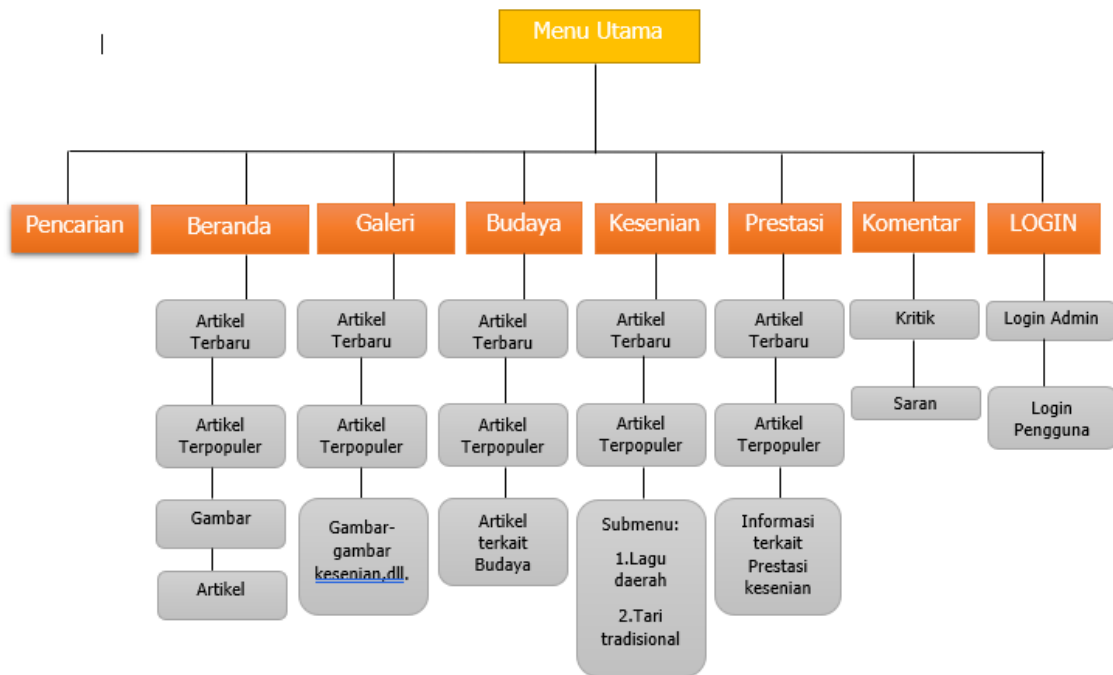 Menu Utama
Pencarian
Beranda
Galeri
Budaya
Kesenian
Prestasi
Komentar
LOGIN
Artikel
Terbaru
Artikel
Terpopuler
Gambar
Artikel
Artikel
Terbaru
Artikel
Terpopuler
Gambar-
gambar
kesenian,dll.
Artikel
Terbaru
Artikel
Terpopuler
Artikel
terkait
Budaya
Artikel
Terbaru
Artikel
Terpopuler
Submenu:
1.Lagu
daerah
2.Tari
tradisional
Artikel
Terbaru
Artikel
Terpopuler
Informasi
terkait
Prestasi
kesenian
Kritik
Saran
Login Admin
Login
Pengguna